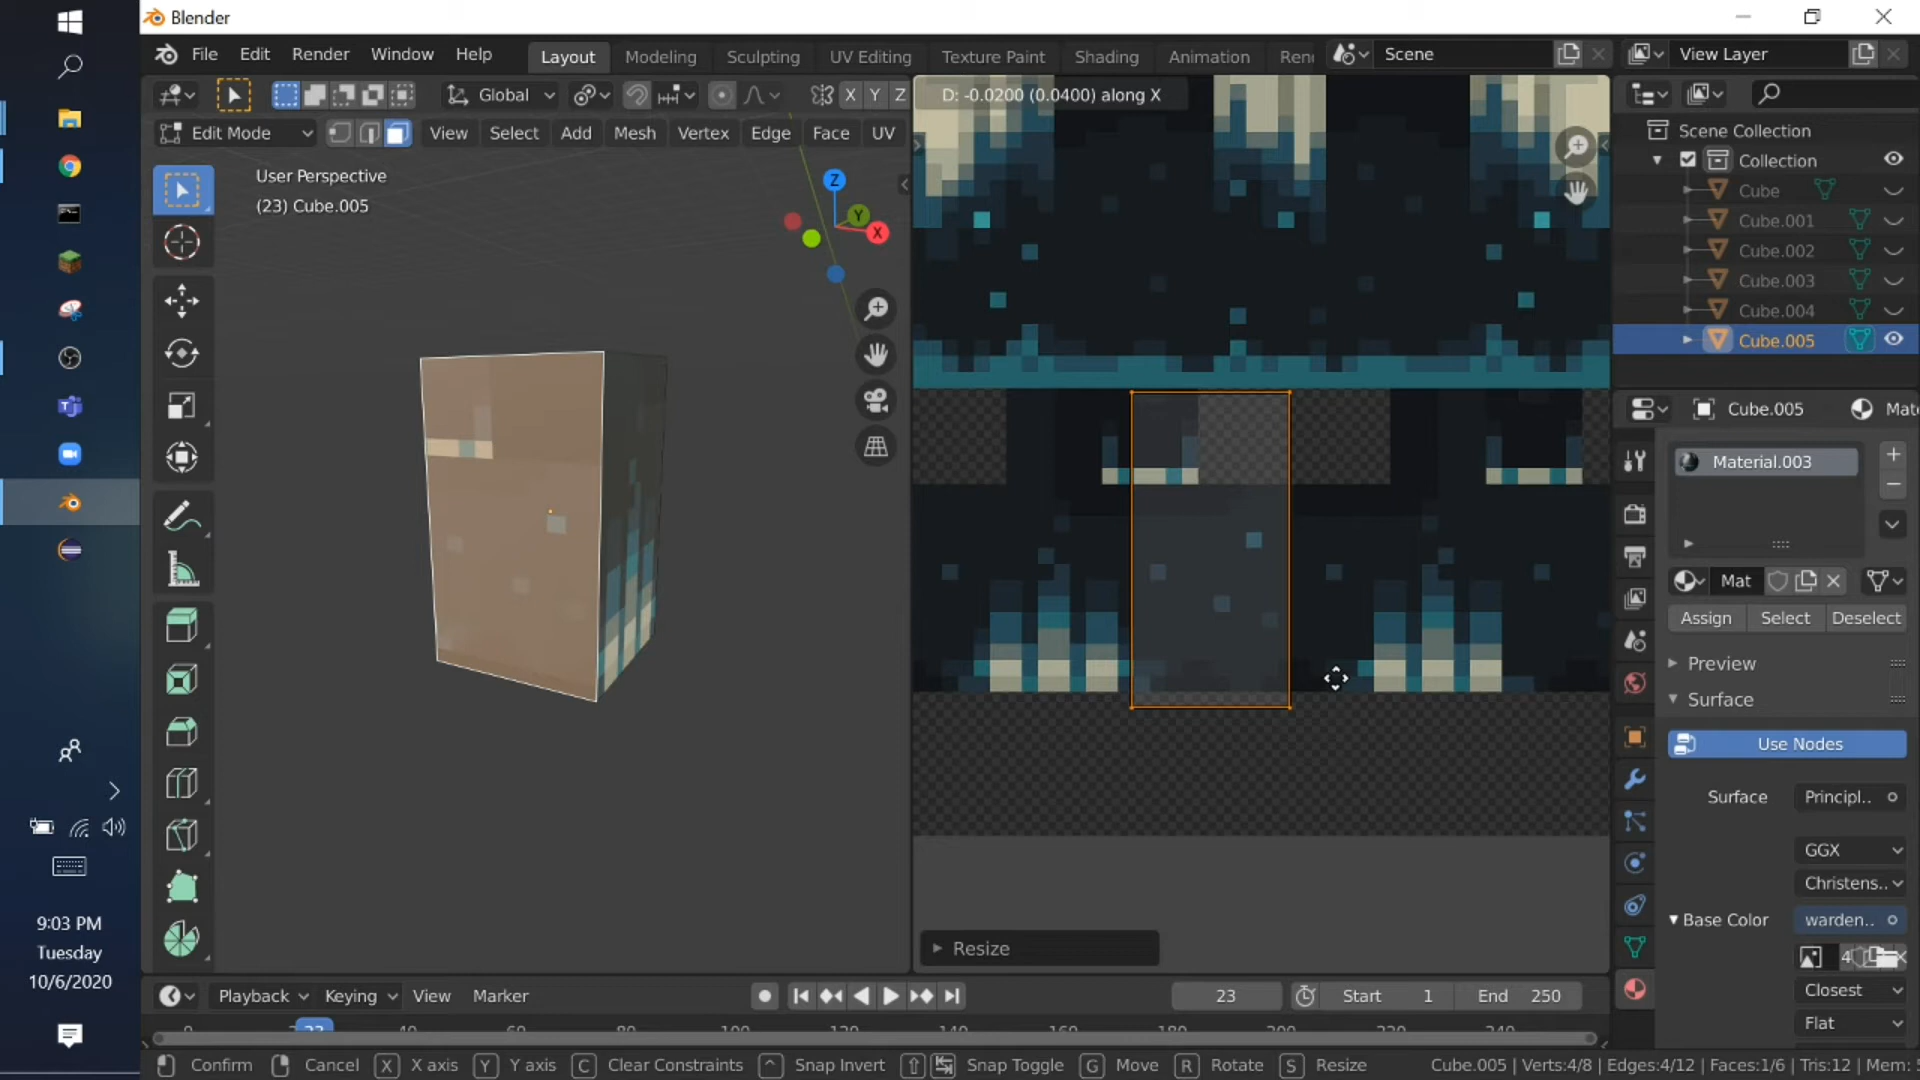 Blender
File Edit Render Window Help Layout Modeling Sculpting UV Editing Texture Paint Shading Animation Ren Scene View Layer
Global X Y Z D: -0.0200 (0.0400) along X
Edit Mode View Select Add Mesh Vertex Edge Face UV
User Perspective
(23) Cube.005
Z
Y
X
Scene Collection
Collection
Cube
Cube.001
Cube.002
Cube.003
Cube.004
Cube.005
Cube.005 Mate
Material.003
Mat
Assign Select Deselect
Preview
Surface
Use Nodes
Surface Principl..
GGX
Christens..
Base Color warden..
4
Closest
Flat
Resize
9:03 PM
Tuesday
10/6/2020
Playback Keying View Marker 23 Start 1 End 250
Confirm Cancel X X axis Y Y axis C Clear Constraints Snap Invert Snap Toggle G Move R Rotate S Resize Cube.005 | Verts:4/8 | Edges:4/12 | Faces:1/6 | Tris:12 | Mem: